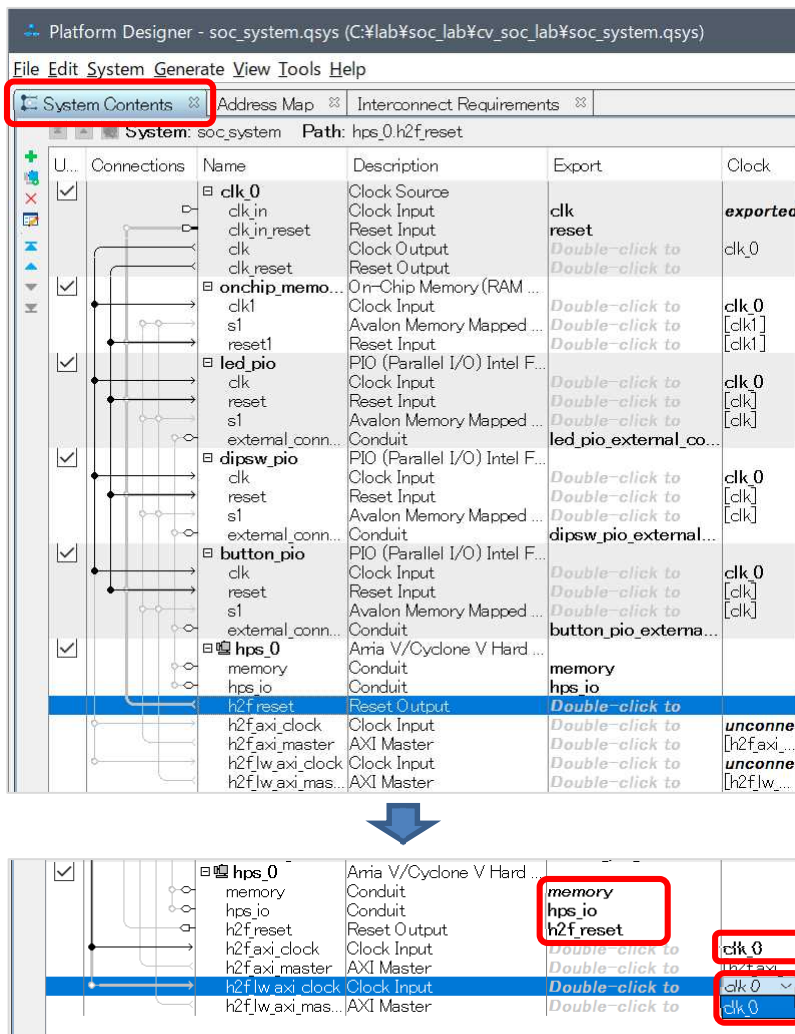 Platform Designer - soc_system.qsys (C:¥lab¥soc_lab¥cv_soc_lab¥soc_system.qsys)
File Edit System Generate View Tools Help
System Contents Address Map Interconnect Requirements
System: soc_system Path: hps_0.h2f_reset
U... Connections Name Description Export Clock
clk_0 Clock Source
clk_in Clock Input clk exported
clk_in_reset Reset Input reset
clk Clock Output Double-click to clk_0
clk_reset Reset Output Double-click to
onchip_memo... On-Chip Memory (RAM ...
clk1 Clock Input Double-click to clk_0
s1 Avalon Memory Mapped ... Double-click to [clk1]
reset1 Reset Input Double-click to [clk1]
led_pio PIO (Parallel I/O) Intel F...
clk Clock Input Double-click to clk_0
reset Reset Input Double-click to [clk]
s1 Avalon Memory Mapped ... Double-click to [clk]
external_conn... Conduit led_pio_external_co...
dipsw_pio PIO (Parallel I/O) Intel F...
clk Clock Input Double-click to clk_0
reset Reset Input Double-click to [clk]
s1 Avalon Memory Mapped ... Double-click to [clk]
external_conn... Conduit dipsw_pio_external...
button_pio PIO (Parallel I/O) Intel F...
clk Clock Input Double-click to clk_0
reset Reset Input Double-click to [clk]
s1 Avalon Memory Mapped ... Double-click to [clk]
external_conn... Conduit button_pio_externa...
hps_0 Arria V/Cyclone V Hard ...
memory Conduit memory
hps_io Conduit hps_io
h2f_reset Reset Output Double-click to
h2f_axi_clock Clock Input Double-click to unconne
h2f_axi_master AXI Master Double-click to [h2f_axi_...
h2f_lw_axi_clock Clock Input Double-click to unconne
h2f_lw_axi_mas... AXI Master Double-click to [h2f_lw_...
hps_0 Arria V/Cyclone V Hard ...
memory Conduit memory
hps_io Conduit hps_io
h2f_reset Reset Output h2f_reset
h2f_axi_clock Clock Input Double-click to clk_0
h2f_axi_master AXI Master Double-click to [h2f_axi_
h2f_lw_axi_clock Clock Input Double-click to clk_0
h2f_lw_axi_mas... AXI Master Double-click to clk_0